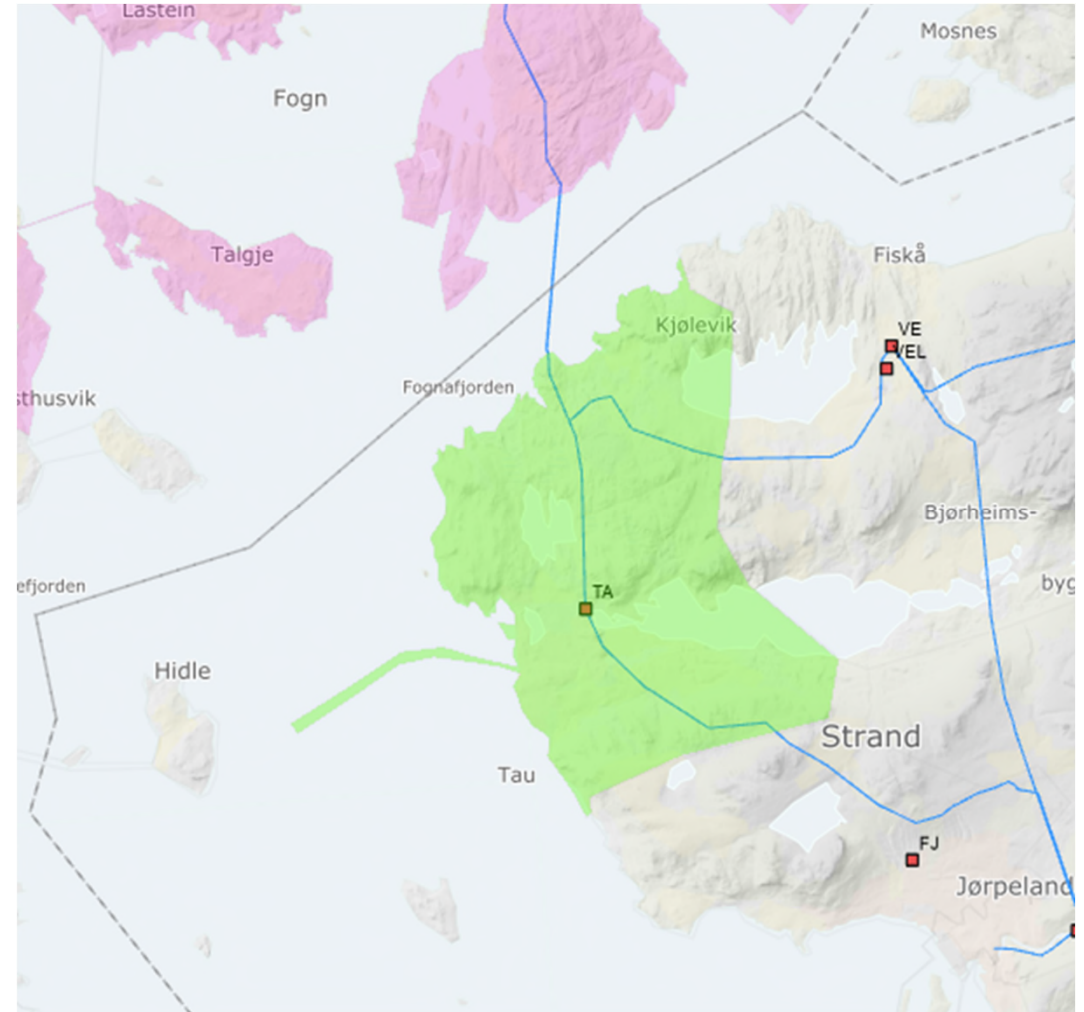 Lastein
Mosnes
Fogn
Talgje
Fiskå
Kjølevik
VE
VEL
Fognafjorden
sthusvik
Bjørheims-
byg
efjorden
TA
Hidle
Strand
Tau
FJ
Jørpeland